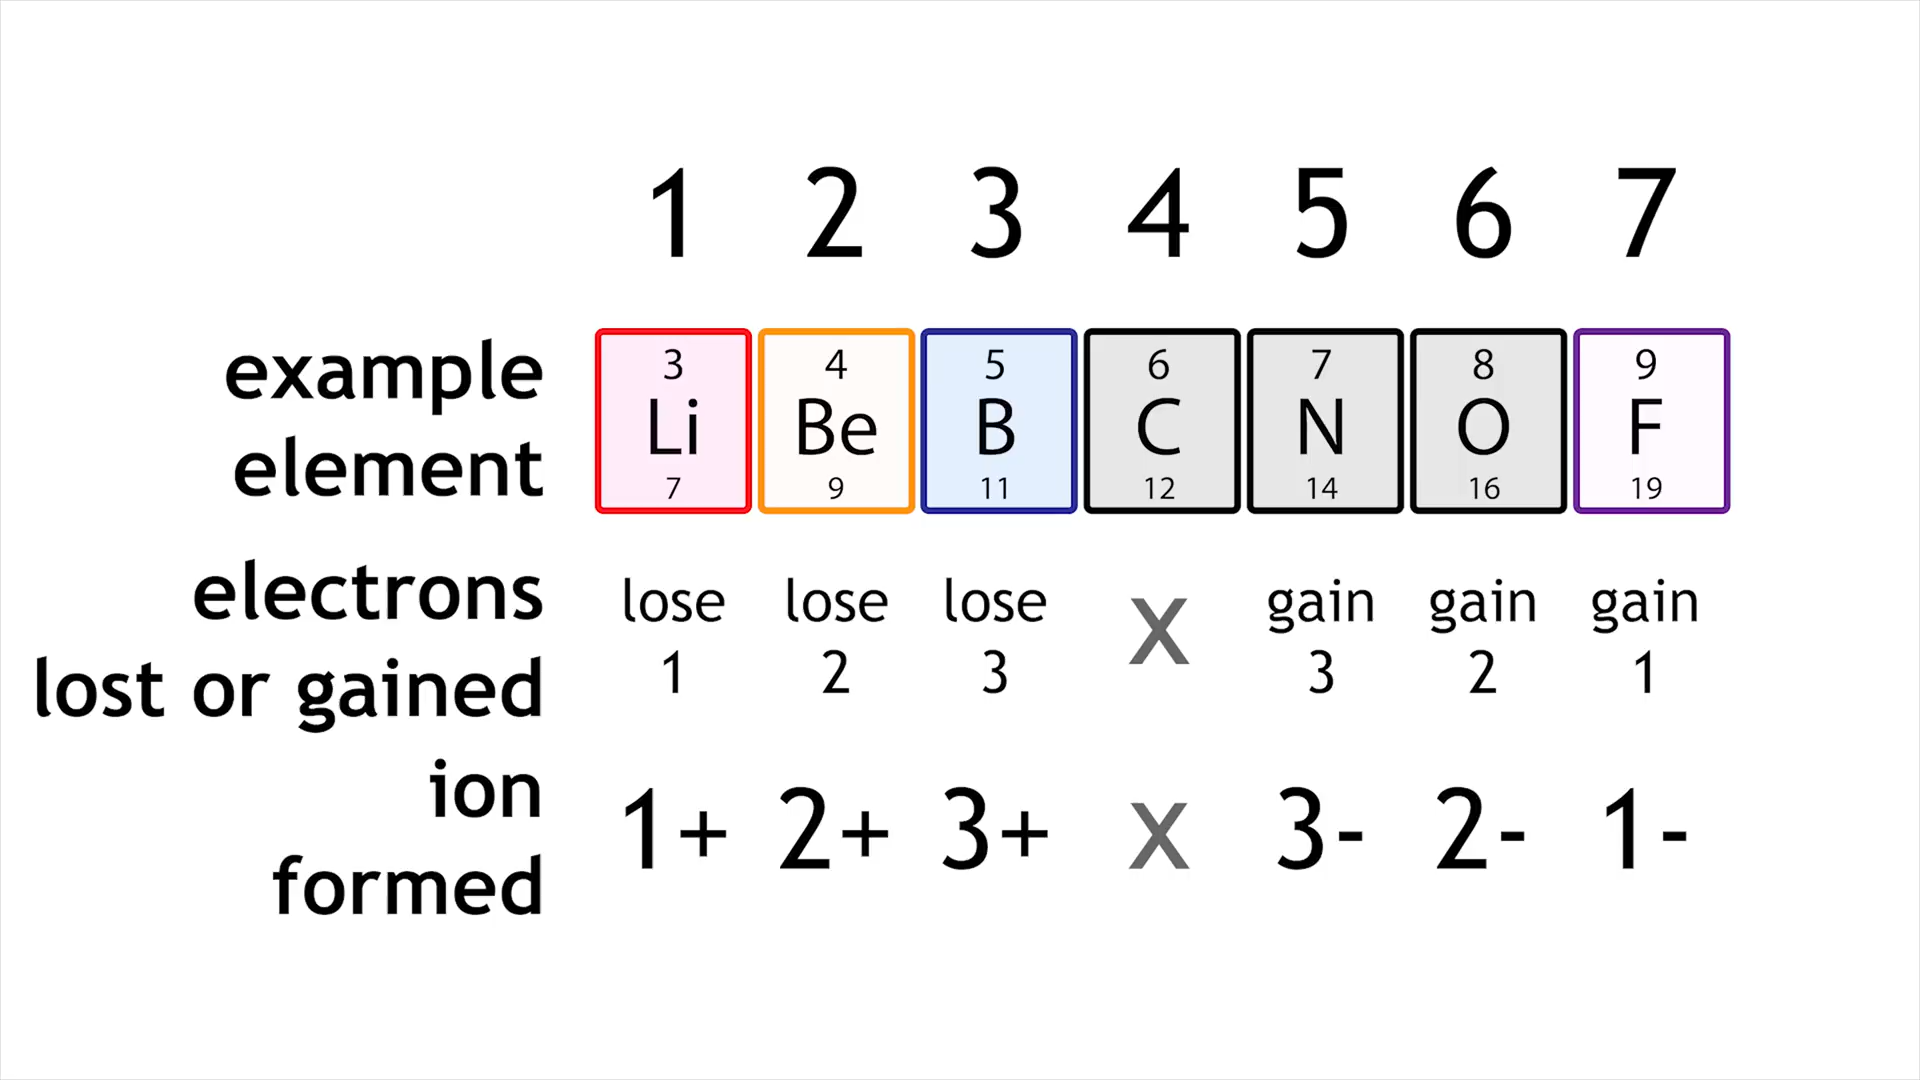 1 2 3 4 5 6 7
example element
3 4 5 6 7 8 9
Li Be B C N O F
7 9 11 12 14 16 19
electrons lost or gained
lose lose lose X gain gain gain
1 2 3 3 2 1
ion formed
1+ 2+ 3+ X 3- 2- 1-